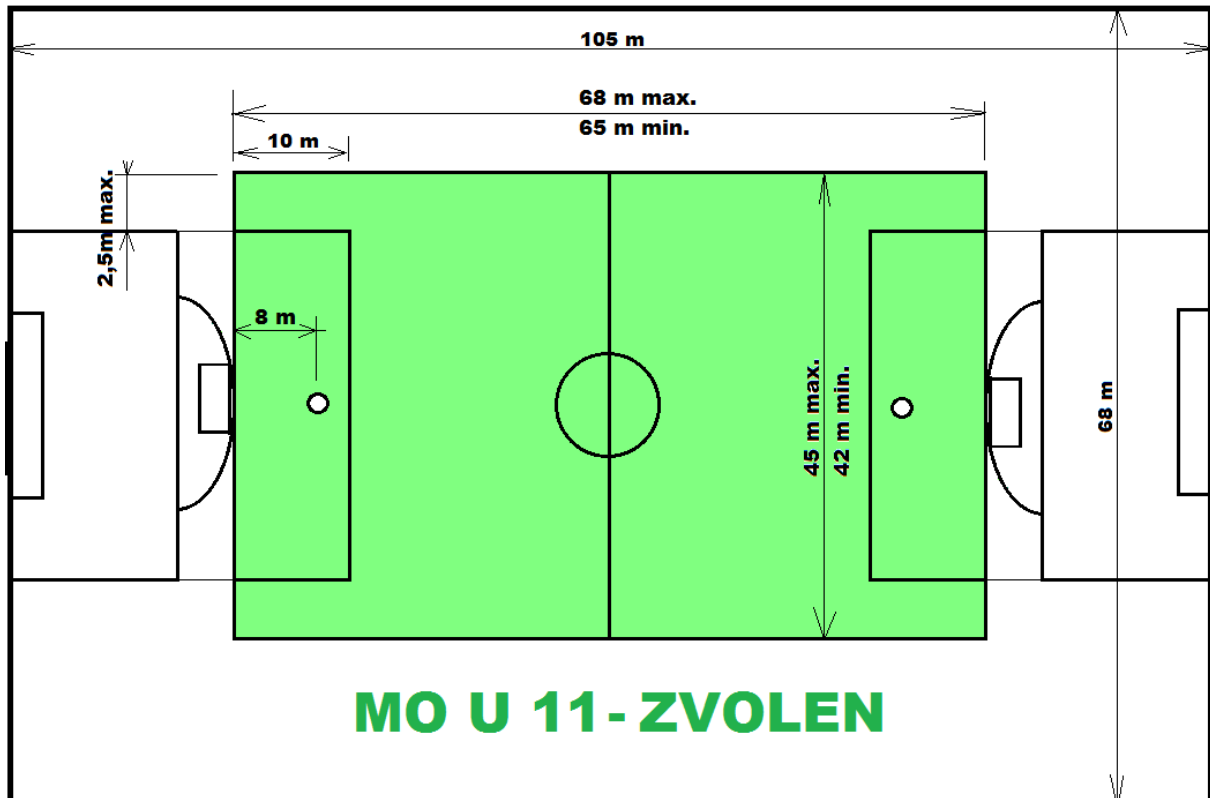 105 m
68 m max.
65 m min.
10 m
2,5m max.
8 m
45 m max.
42 m min.
68 m
MO U 11- ZVOLEN